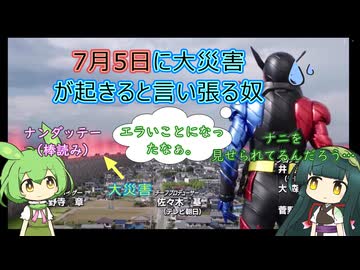 7月5日に大災害
が起きると言い張る奴
ナンダッテー
(棒読み)
エラいことになっ
たなぁ。
ナニを
見せられてるんだろう…
大災害
佐々木 基
(テレビ朝日)